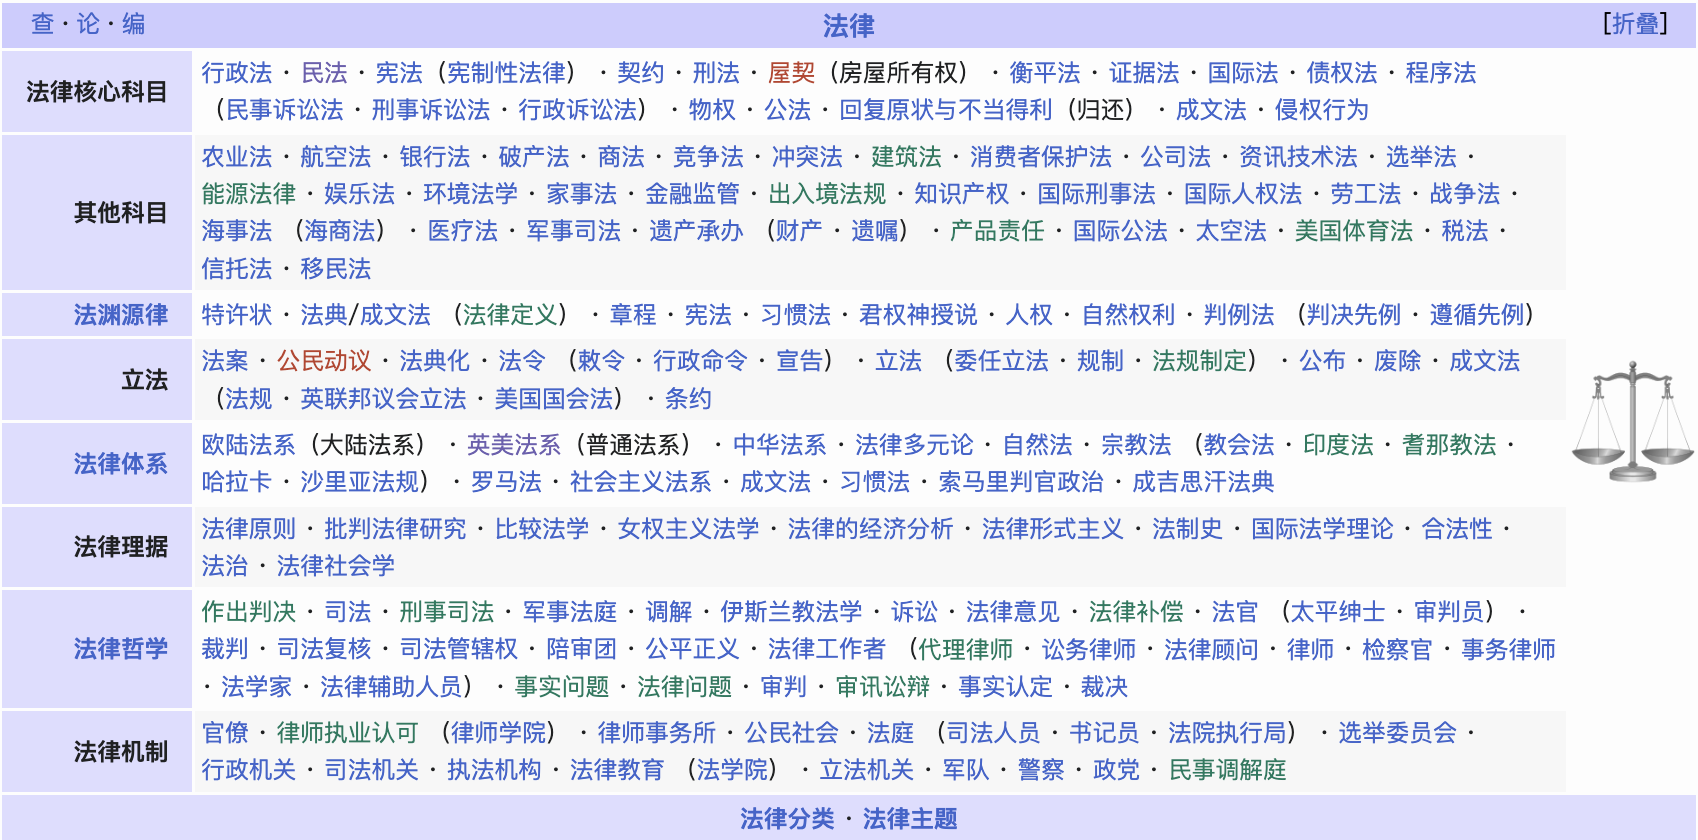 查 · 论 · 编
法律
[折叠]
法律核心科目
行政法 · 民法 · 宪法（宪制性法律） · 契约 · 刑法 · 屋契（房屋所有权） · 衡平法 · 证据法 · 国际法 · 债权法 · 程序法
（民事诉讼法 · 刑事诉讼法 · 行政诉讼法） · 物权 · 公法 · 回复原状与不当得利（归还） · 成文法 · 侵权行为
其他科目
农业法 · 航空法 · 银行法 · 破产法 · 商法 · 竞争法 · 冲突法 · 建筑法 · 消费者保护法 · 公司法 · 资讯技术法 · 选举法 ·
能源法律 · 娱乐法 · 环境法学 · 家事法 · 金融监管 · 出入境法规 · 知识产权 · 国际刑事法 · 国际人权法 · 劳工法 · 战争法 ·
海事法 （海商法） · 医疗法 · 军事司法 · 遗产承办 （财产 · 遗嘱） · 产品责任 · 国际公法 · 太空法 · 美国体育法 · 税法 ·
信托法 · 移民法
法渊源律
特许状 · 法典/成文法 （法律定义） · 章程 · 宪法 · 习惯法 · 君权神授说 · 人权 · 自然权利 · 判例法 （判决先例 · 遵循先例）
立法
法案 · 公民动议 · 法典化 · 法令 （敕令 · 行政命令 · 宣告） · 立法 （委任立法 · 规制 · 法规制定） · 公布 · 废除 · 成文法
（法规 · 英联邦议会立法 · 美国国会法） · 条约
法律体系
欧陆法系（大陆法系） · 英美法系（普通法系） · 中华法系 · 法律多元论 · 自然法 · 宗教法 （教会法 · 印度法 · 耆那教法 ·
哈拉卡 · 沙里亚法规） · 罗马法 · 社会主义法系 · 成文法 · 习惯法 · 索马里判官政治 · 成吉思汗法典
法律理据
法律原则 · 批判法律研究 · 比较法学 · 女权主义法学 · 法律的经济分析 · 法律形式主义 · 法制史 · 国际法学理论 · 合法性 ·
法治 · 法律社会学
法律哲学
作出判决 · 司法 · 刑事司法 · 军事法庭 · 调解 · 伊斯兰教法学 · 诉讼 · 法律意见 · 法律补偿 · 法官 （太平绅士 · 审判员） ·
裁判 · 司法复核 · 司法管辖权 · 陪审团 · 公平正义 · 法律工作者 （代理律师 · 讼务律师 · 法律顾问 · 律师 · 检察官 · 事务律师
· 法学家 · 法律辅助人员） · 事实问题 · 法律问题 · 审判 · 审讯讼辩 · 事实认定 · 裁决
法律机制
官僚 · 律师执业认可 （律师学院） · 律师事务所 · 公民社会 · 法庭 （司法人员 · 书记员 · 法院执行局） · 选举委员会 ·
行政机关 · 司法机关 · 执法机构 · 法律教育 （法学院） · 立法机关 · 军队 · 警察 · 政党 · 民事调解庭
法律分类 · 法律主题